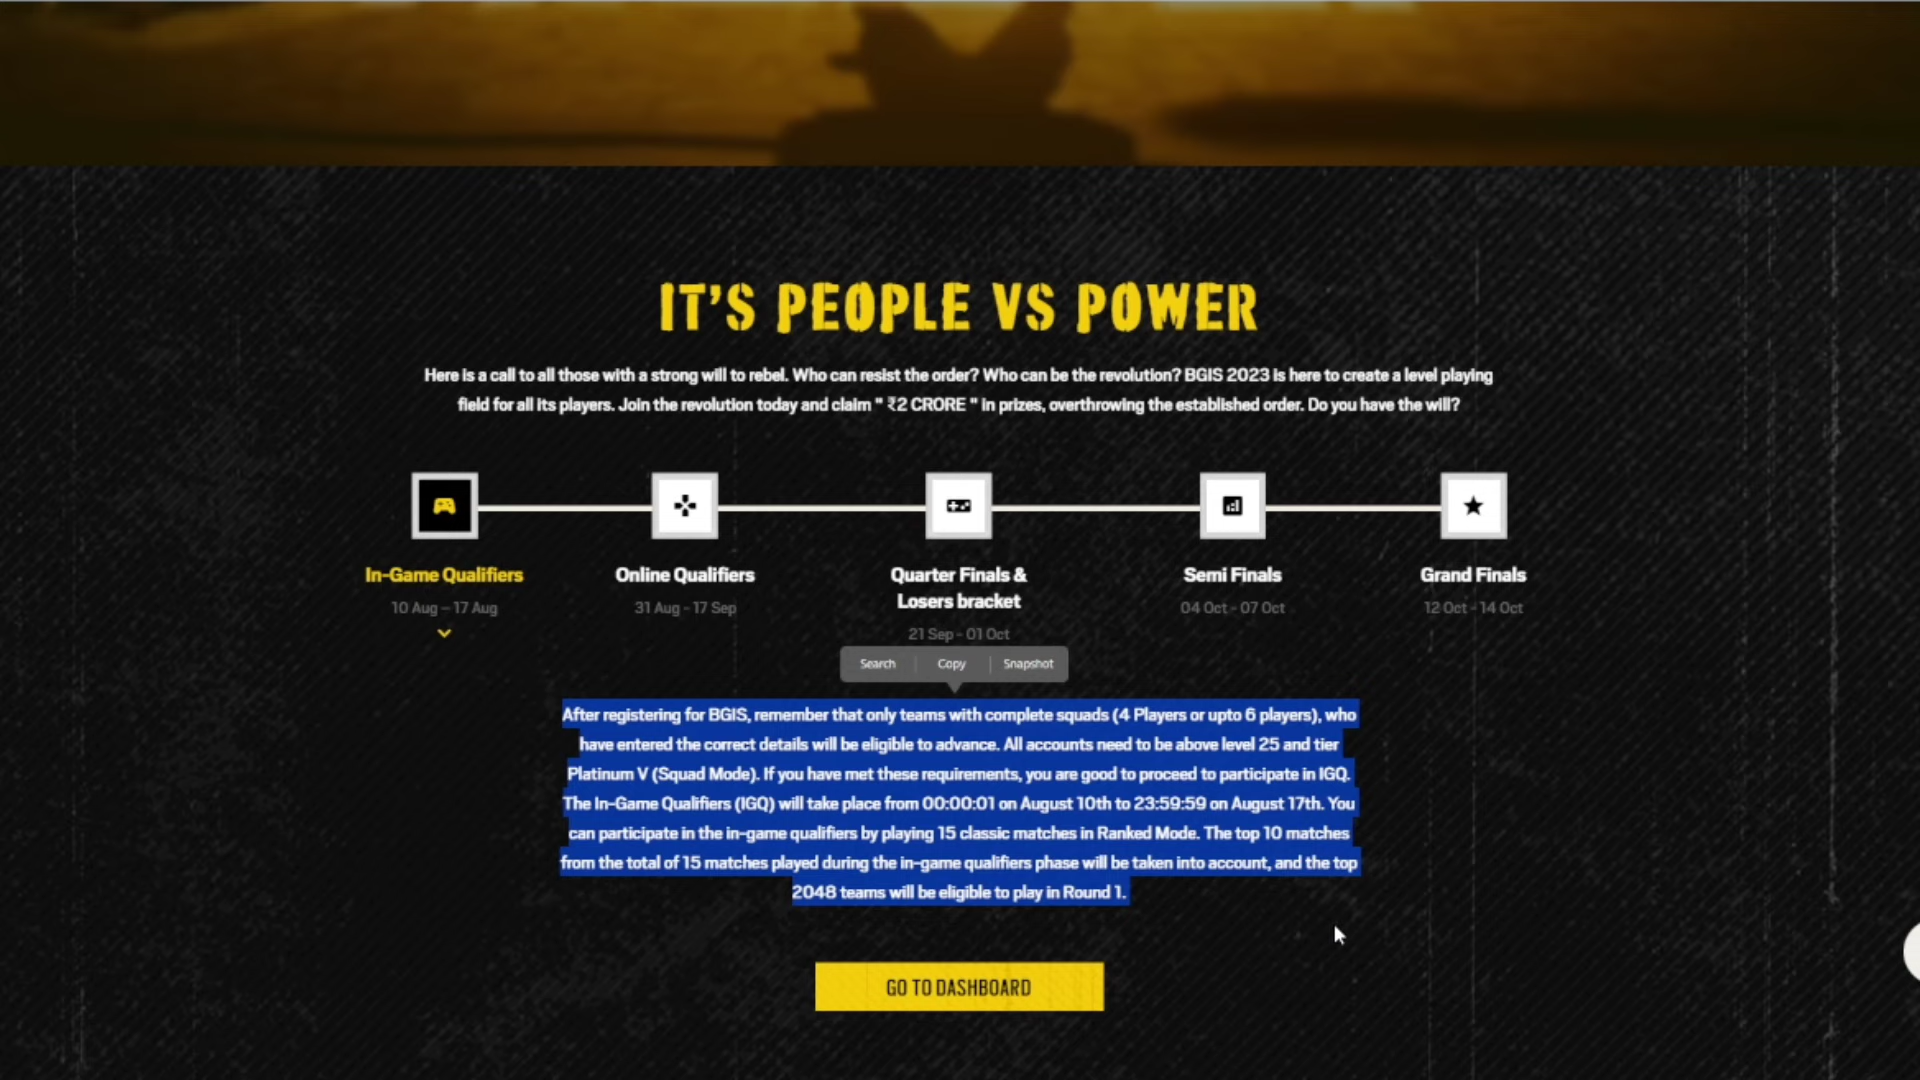 IT'S PEOPLE VS POWER
Here is a call to all those with a strong will to rebel. Who can resist the order? Who can be the revolution? BGIS 2023 is here to create a level playing
field for all its players. Join the revolution today and claim " ₹2 CRORE " in prizes, overthrowing the established order. Do you have the will?
In-Game Qualifiers
10 Aug – 17 Aug
Online Qualifiers
31 Aug - 17 Sep
Quarter Finals &
Losers bracket
21 Sep - 01 Oct
Semi Finals
04 Oct - 07 Oct
Grand Finals
12 Oct - 14 Oct
Search
Copy
Snapshot
After registering for BGIS, remember that only teams with complete squads (4 Players or upto 6 players), who
have entered the correct details will be eligible to advance. All accounts need to be above level 25 and tier
Platinum V (Squad Mode). If you have met these requirements, you are good to proceed to participate in IGQ.
The In-Game Qualifiers (IGQ) will take place from 00:00:01 on August 10th to 23:59:59 on August 17th. You
can participate in the in-game qualifiers by playing 15 classic matches in Ranked Mode. The top 10 matches
from the total of 15 matches played during the in-game qualifiers phase will be taken into account, and the top
2048 teams will be eligible to play in Round 1.
GO TO DASHBOARD